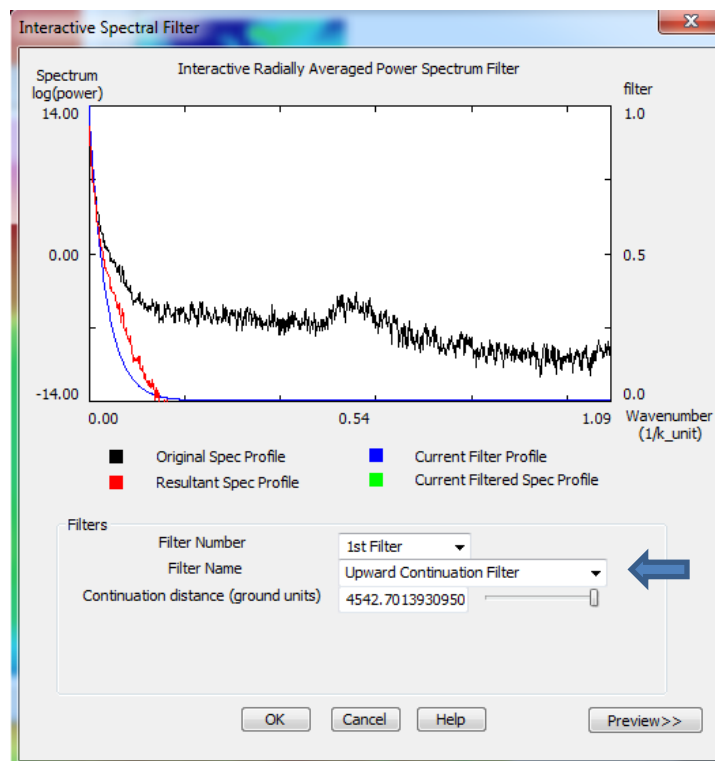 Interactive Spectral Filter
X
Interactive Radially Averaged Power Spectrum Filter
Spectrum
log(power)
filter
14.00
1.0
0.00
0.5
-14.00
0.0
0.00
0.54
1.09
Wavenumber
(1/k_unit)
Original Spec Profile
Current Filter Profile
Resultant Spec Profile
Current Filtered Spec Profile
Filters
Filter Number
1st Filter
Filter Name
Upward Continuation Filter
Continuation distance (ground units)
4542.7013930950
OK
Cancel
Help
Preview>>